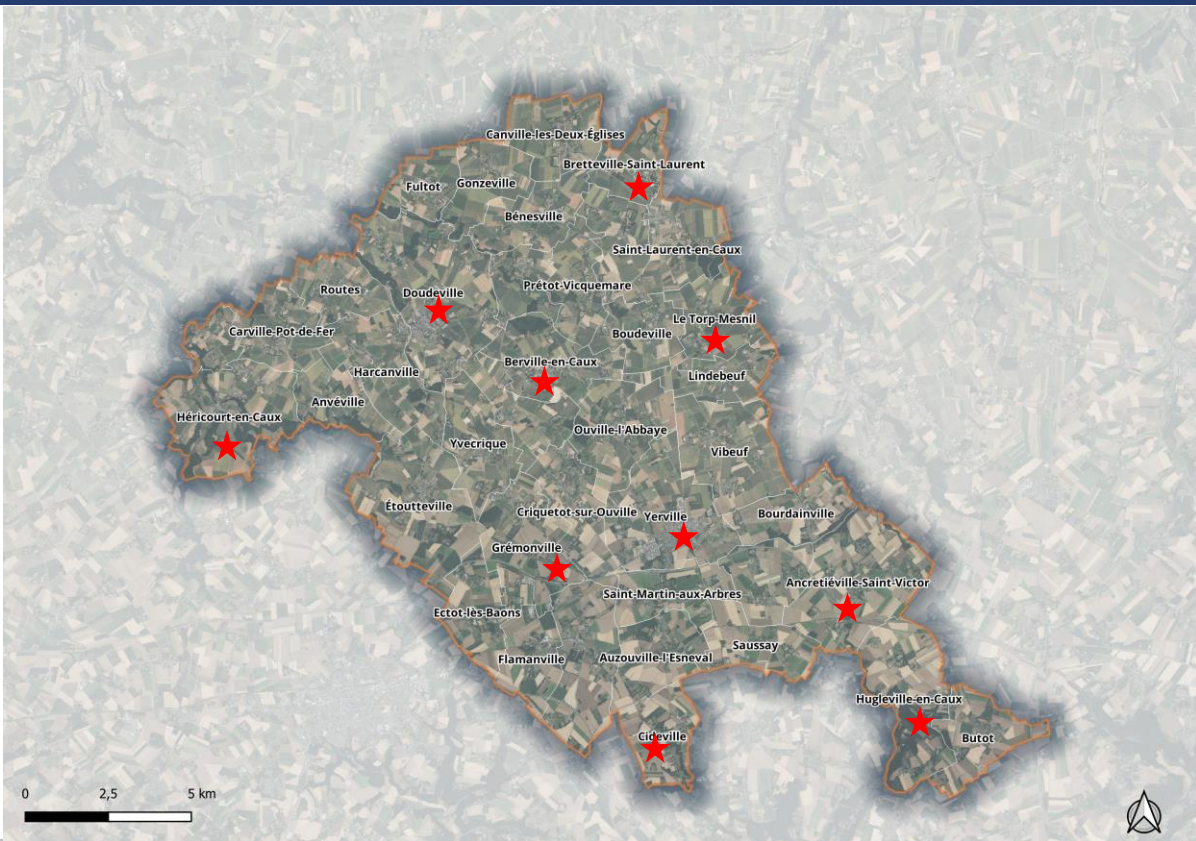 Canville-les-Deux-Églises
Bretteville-Saint-Laurent
Fultot
Gonzeville
Bénesville
Saint-Laurent-en-Caux
Routes
Doudeville
Prétot-Vicquemare
Carville-Pot-de-Fer
Boudeville
Le Torp-Mesnil
Harcanville
Berville-en-Caux
Lindebeuf
Héricourt-en-Caux
Anvéville
Yvecrique
Ouville-l'Abbaye
Vibeuf
Étoutteville
Criquetot-sur-Ouville
Yerville
Bourdainville
Grémonville
Ancretiéville-Saint-Victor
Ectot-lès-Baons
Saint-Martin-aux-Arbres
Flamanville
Auzouville-l'Esneval
Saussay
Hugleville-en-Caux
Cideville
Butot
0 2,5 5 km